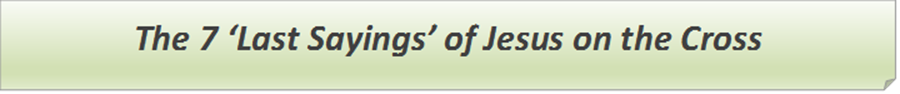 The 7 ‘Last Sayings’ of Jesus on the Cross